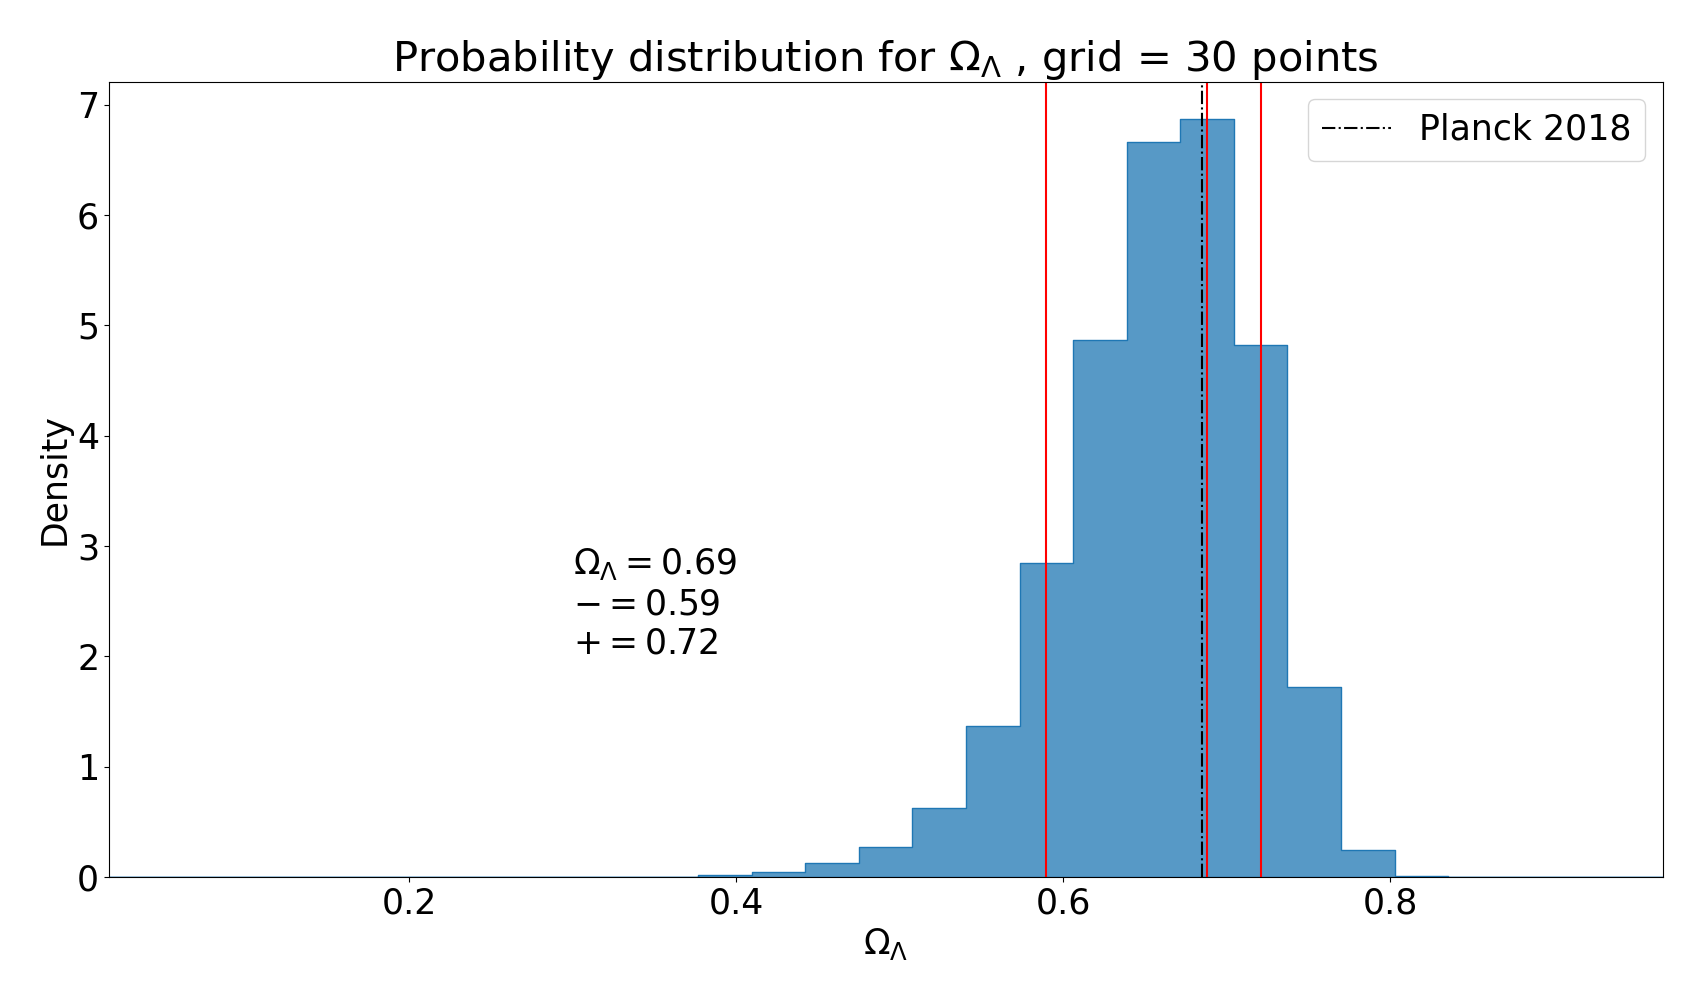 Probability distribution for Ω_Λ , grid = 30 points
Planck 2018
7
6
5
4
3
2
1
0
Density
Ω_Λ = 0.69
− = 0.59
+ = 0.72
0.2 0.4 0.6 0.8
Ω_Λ